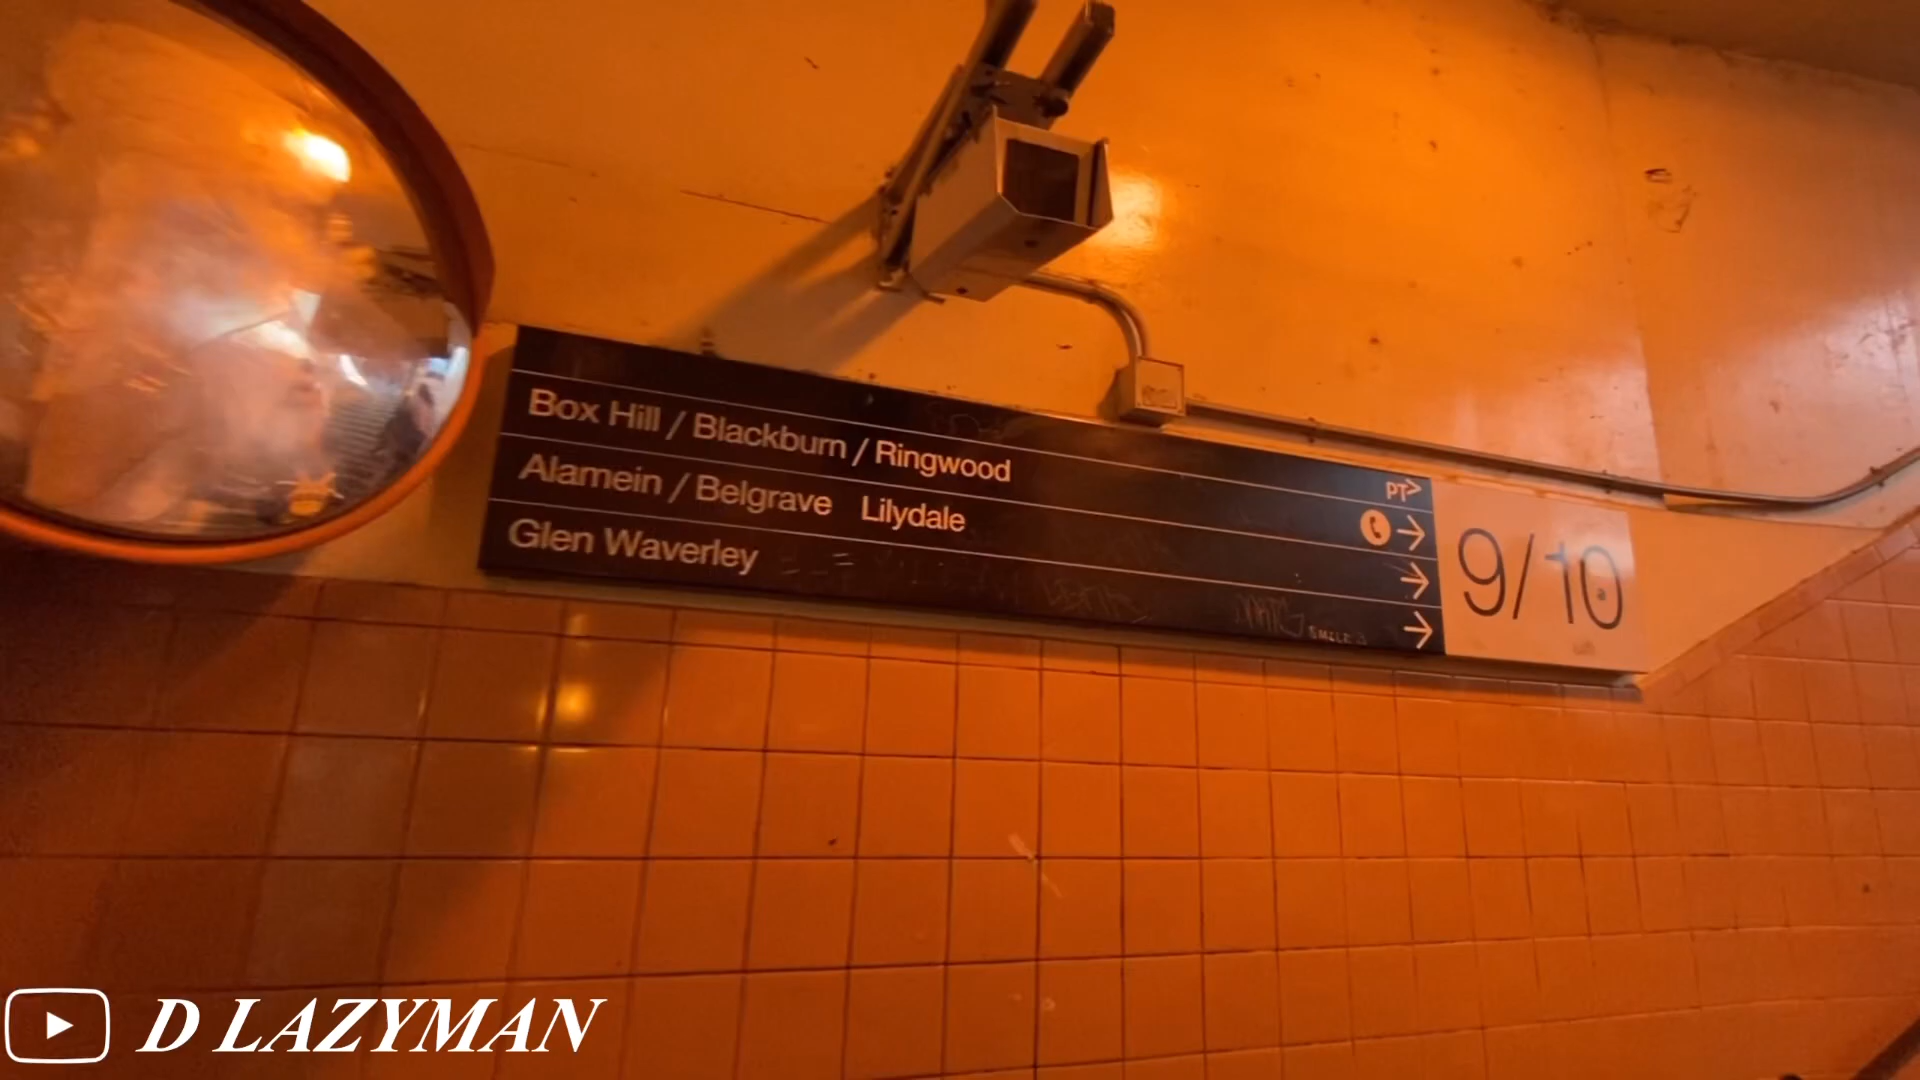 Box Hill / Blackburn / Ringwood
Alamein / Belgrave Lilydale
Glen Waverley
PT>
9/10
D LAZYMAN